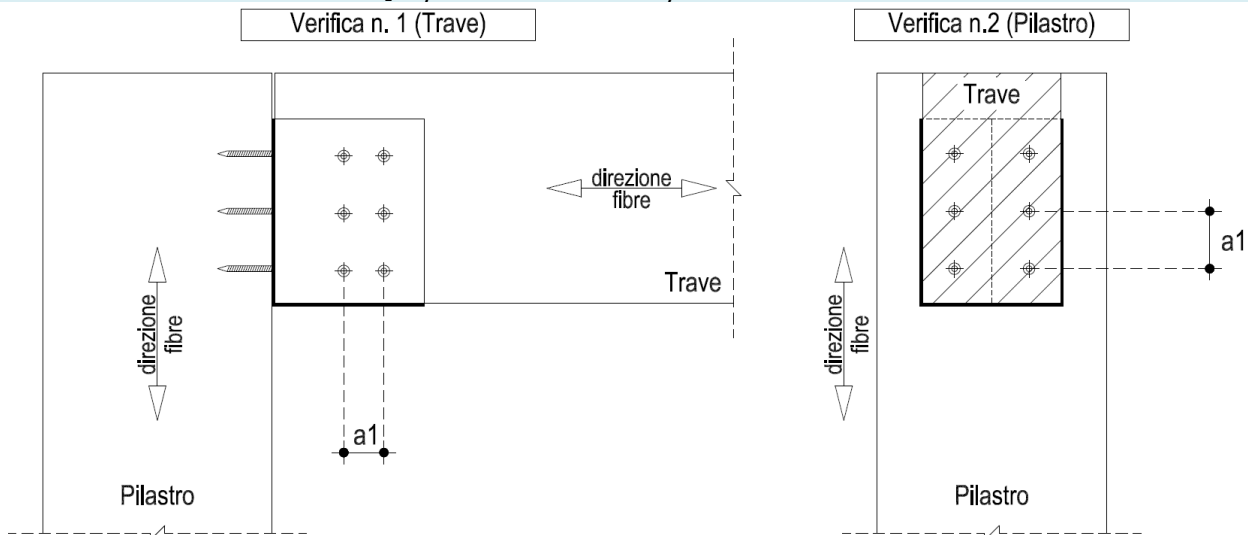 Verifica n. 1 (Trave)
Verifica n.2 (Pilastro)
Trave
direzione
fibre
Trave
direzione
fibre
a1
Pilastro
direzione
fibre
a1
Pilastro